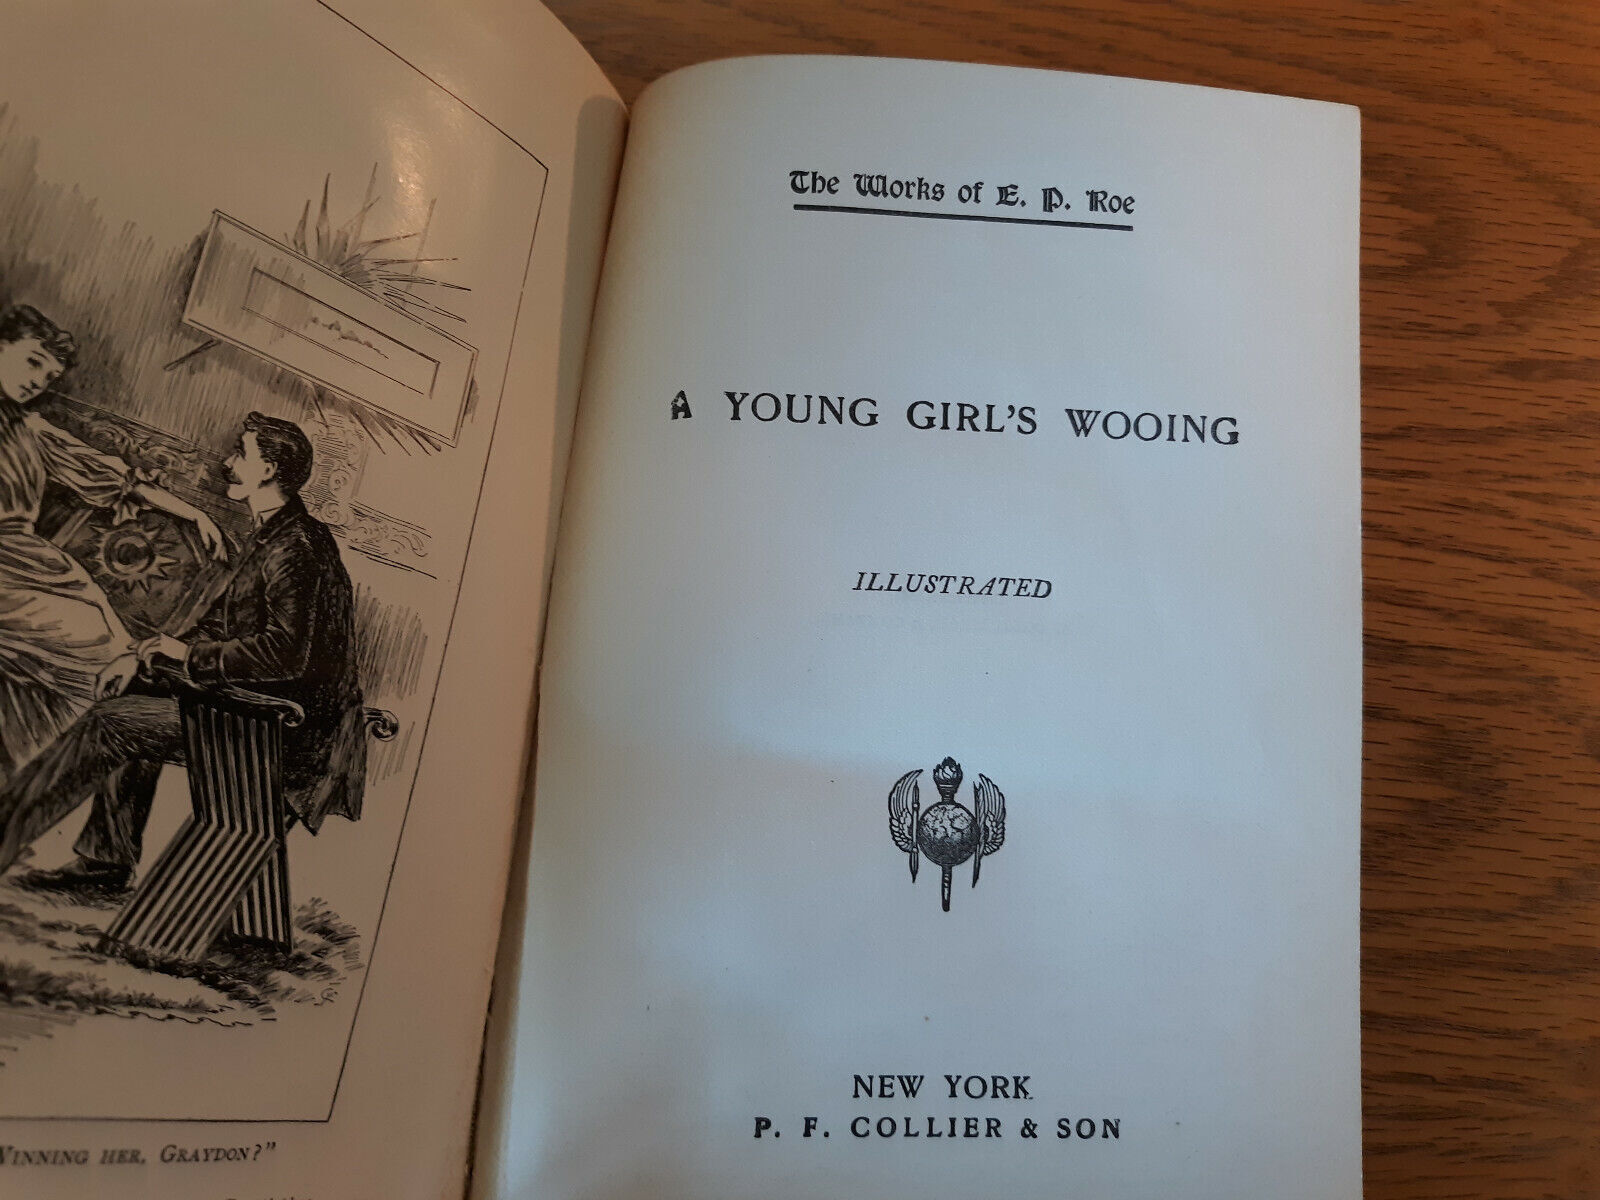 WINNING HER, GRAYDON?"
The Works of E. P. Roe
A YOUNG GIRL'S WOOING
ILLUSTRATED
NEW YORK
P. F. COLLIER & SON